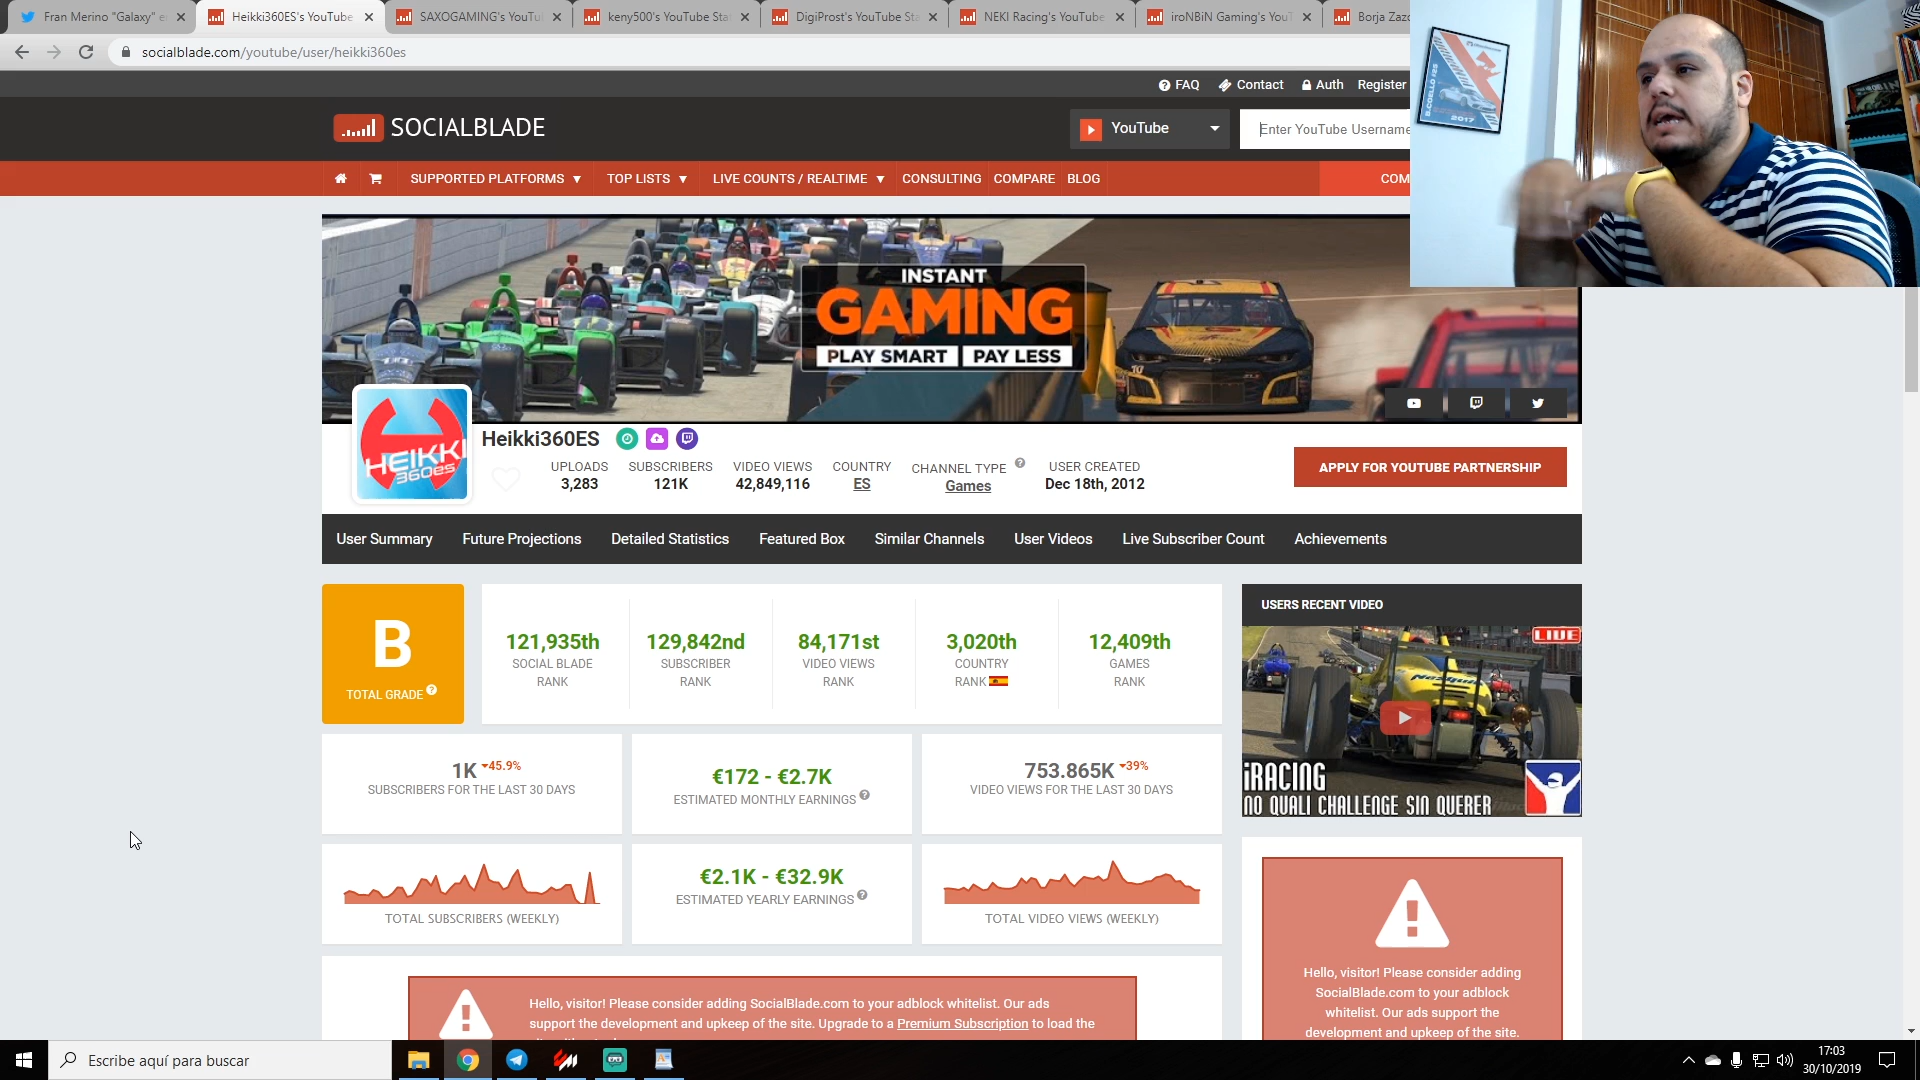 Fran Merino "Galaxy" e
Heikki360ES's YouTube
SAXOGAMING's YouTu
keny500's YouTube Sta
DigiProst's YouTube Sta
NEKI Racing's YouTube
iroNBiN Gaming's YouT
Borja Zazo
socialblade.com/youtube/user/heikki360es
FAQ
Contact
Auth
Register
SOCIALBLADE
YouTube
Enter YouTube Username
SUPPORTED PLATFORMS
TOP LISTS
LIVE COUNTS / REALTIME
CONSULTING
COMPARE
BLOG
COM
2017
INSTANT
GAMING
PLAY SMART
PAY LESS
HEIKKI
360es
Heikki360ES
UPLOADS
3,283
SUBSCRIBERS
121K
VIDEO VIEWS
42,849,116
COUNTRY
ES
CHANNEL TYPE
Games
USER CREATED
Dec 18th, 2012
APPLY FOR YOUTUBE PARTNERSHIP
User Summary
Future Projections
Detailed Statistics
Featured Box
Similar Channels
User Videos
Live Subscriber Count
Achievements
B
TOTAL GRADE
121,935th
SOCIAL BLADE
RANK
129,842nd
SUBSCRIBER
RANK
84,171st
VIDEO VIEWS
RANK
3,020th
COUNTRY
RANK
12,409th
GAMES
RANK
USERS RECENT VIDEO
LIVE
iRACING
NO QUALI CHALLENGE SIN QUERER
1K 45.9%
SUBSCRIBERS FOR THE LAST 30 DAYS
€172 - €2.7K
ESTIMATED MONTHLY EARNINGS
753.865K 39%
VIDEO VIEWS FOR THE LAST 30 DAYS
TOTAL SUBSCRIBERS (WEEKLY)
€2.1K - €32.9K
ESTIMATED YEARLY EARNINGS
TOTAL VIDEO VIEWS (WEEKLY)
Hello, visitor! Please consider adding SocialBlade.com to your adblock whitelist. Our ads
support the development and upkeep of the site. Upgrade to a Premium Subscription to load the
Hello, visitor! Please consider adding
SocialBlade.com to your adblock
whitelist. Our ads support the
development and upkeep of the site.
Escribe aquí para buscar
17:03
30/10/2019